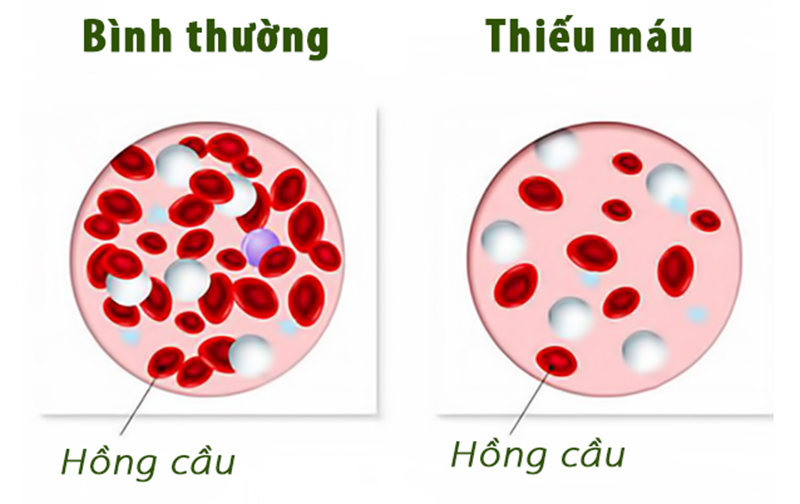 Bình thường
Thiếu máu
Hồng cầu
Hồng cầu